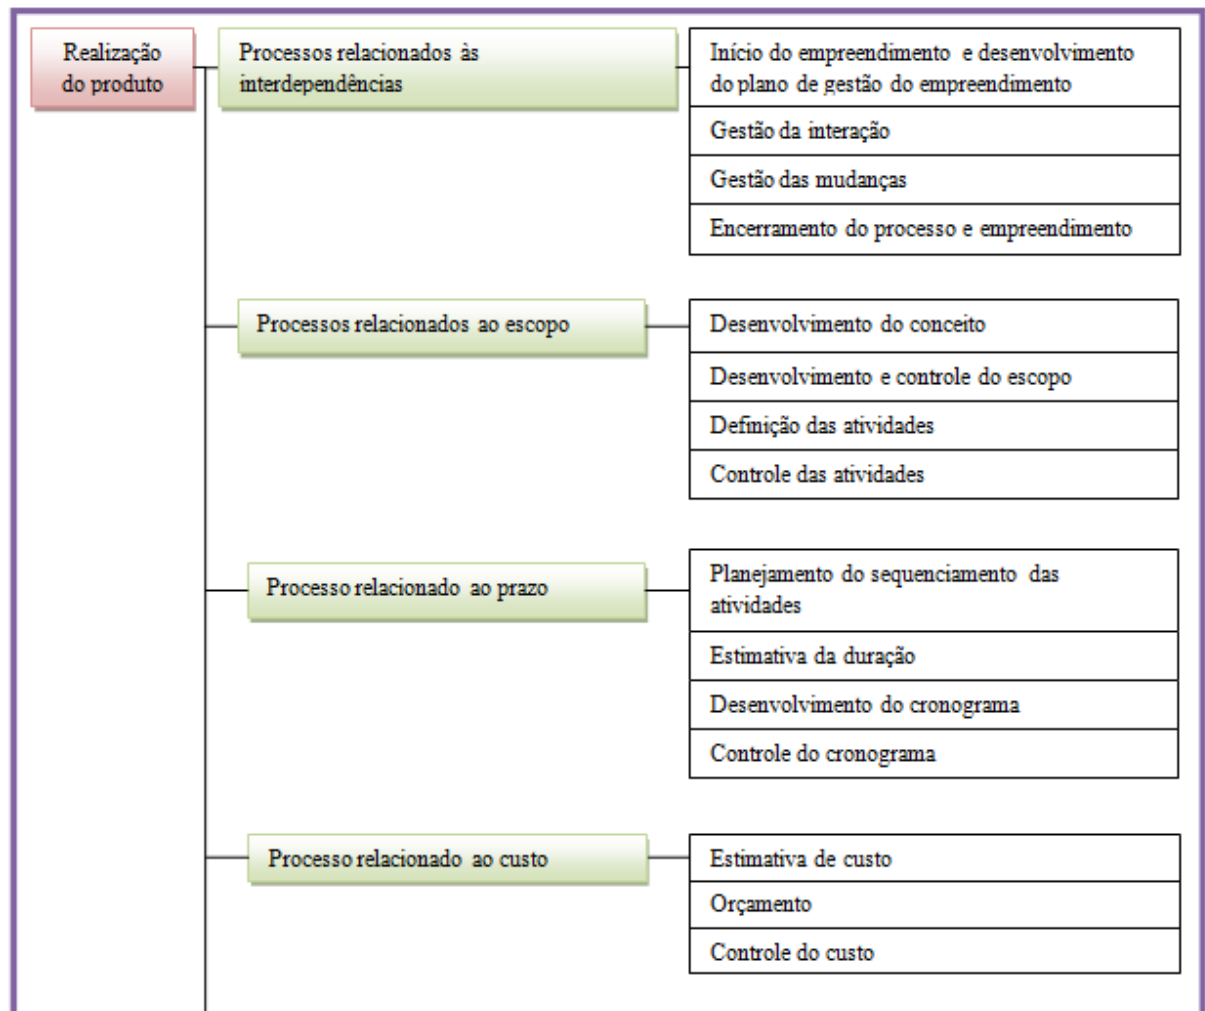 Realização
do produto
Processos relacionados às
interdependências
Início do empreendimento e desenvolvimento
do plano de gestão do empreendimento
Gestão da interação
Gestão das mudanças
Encerramento do processo e empreendimento
Processos relacionados ao escopo
Desenvolvimento do conceito
Desenvolvimento e controle do escopo
Definição das atividades
Controle das atividades
Processo relacionado ao prazo
Planejamento do sequenciamento das
atividades
Estimativa da duração
Desenvolvimento do cronograma
Controle do cronograma
Processo relacionado ao custo
Estimativa de custo
Orçamento
Controle do custo